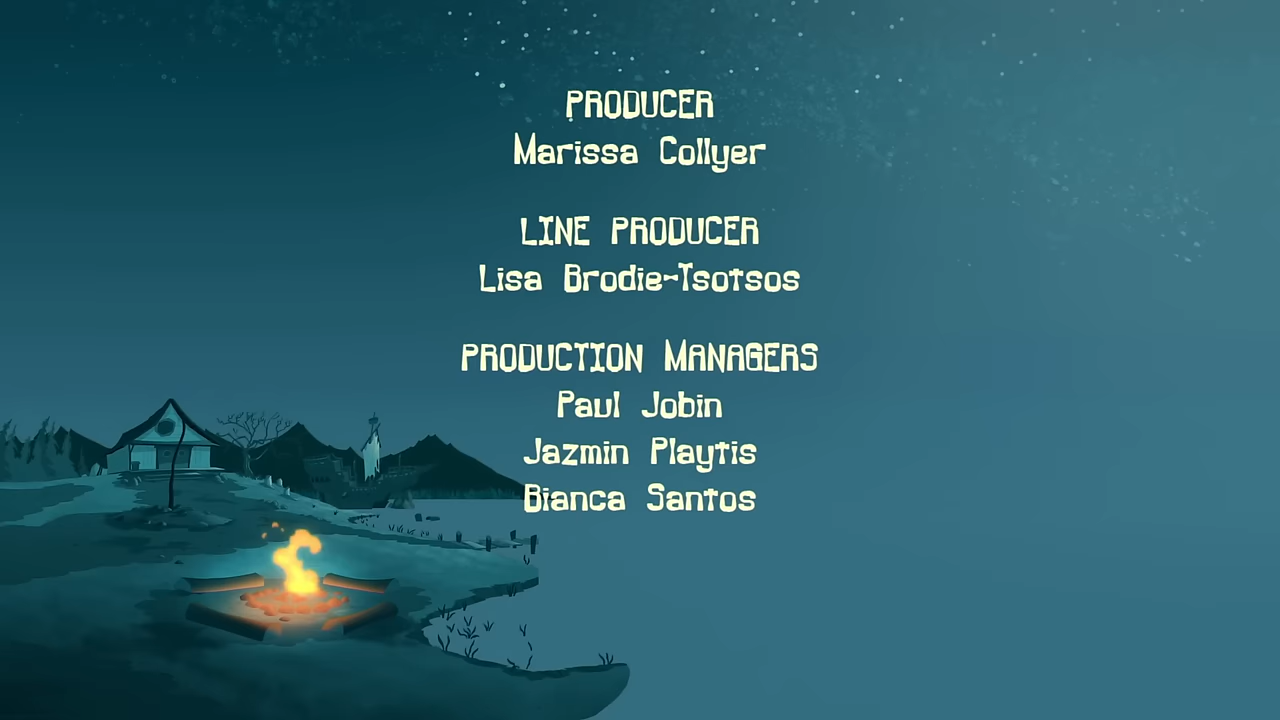 PRODUCER
Marissa Collyer
LINE PRODUCER
Lisa Brodie-Tsotsos
PRODUCTION MANAGERS
Paul Jobin
Jazmin Playtis
Bianca Santos